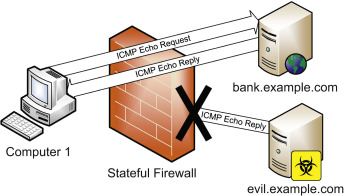 ICMP Echo Request
ICMP Echo Reply
bank.example.com
ICMP Echo Reply
Computer 1
Stateful Firewall
evil.example.com